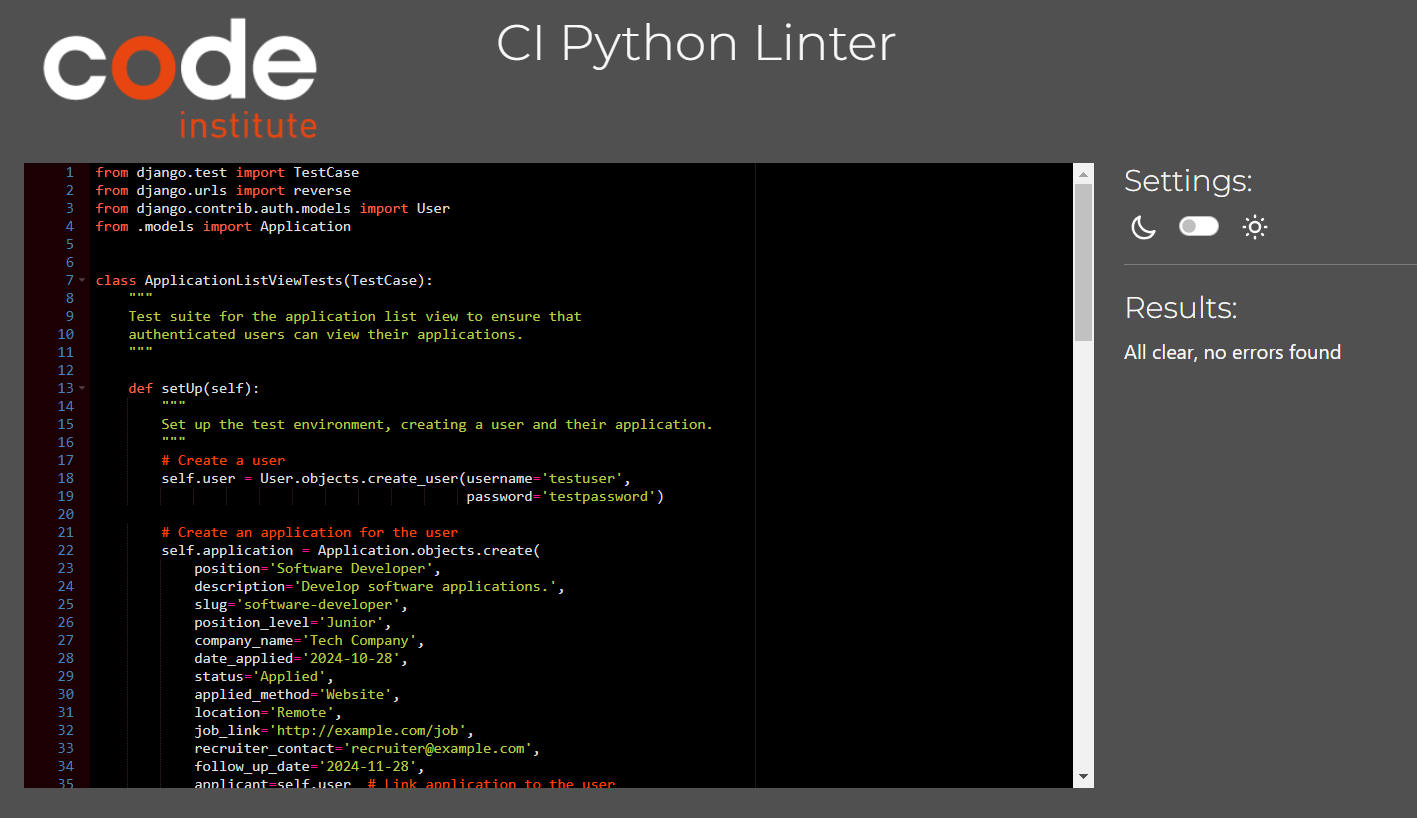 code
institute
CI Python Linter
1 from django.test import TestCase
2 from django.urls import reverse
3 from django.contrib.auth.models import User
4 from .models import Application
5
6
7 class ApplicationListViewTests(TestCase):
8     """
9     Test suite for the application list view to ensure that
10     authenticated users can view their applications.
11     """
12
13     def setUp(self):
14         """
15         Set up the test environment, creating a user and their application.
16         """
17         # Create a user
18         self.user = User.objects.create_user(username='testuser',
19                                              password='testpassword')
20
21         # Create an application for the user
22         self.application = Application.objects.create(
23             position='Software Developer',
24             description='Develop software applications.',
25             slug='software-developer',
26             position_level='Junior',
27             company_name='Tech Company',
28             date_applied='2024-10-28',
29             status='Applied',
30             applied_method='Website',
31             location='Remote',
32             job_link='http://example.com/job',
33             recruiter_contact='recruiter@example.com',
34             follow_up_date='2024-11-28',
35             applicant=self.user  # Link application to the user
Settings:
Results:
All clear, no errors found